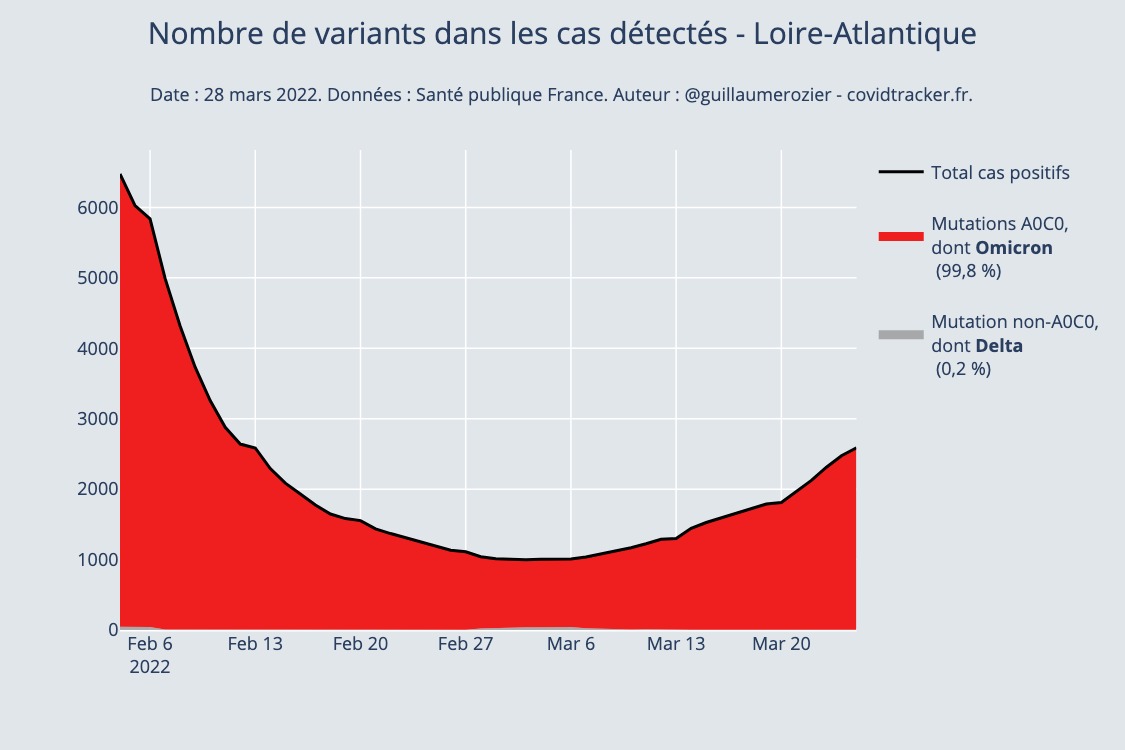 Nombre de variants dans les cas détectés - Loire-Atlantique
Date : 28 mars 2022. Données : Santé publique France. Auteur : @guillaumerozier - covidtracker.fr.
Total cas positifs
Mutations A0C0,
dont Omicron
(99,8 %)
Mutation non-A0C0,
dont Delta
(0,2 %)
6000
5000
4000
3000
2000
1000
0
Feb 6 Feb 13 Feb 20 Feb 27 Mar 6 Mar 13 Mar 20
2022